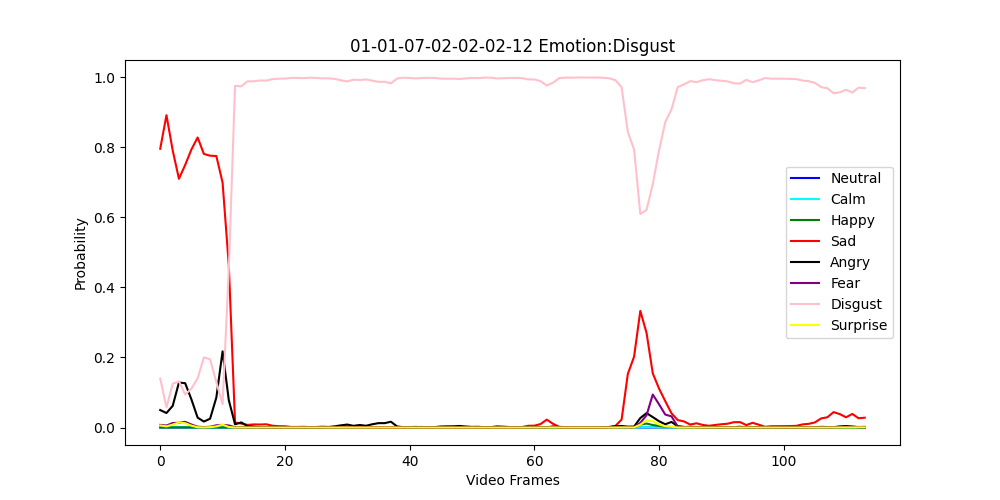 01-01-07-02-02-02-12 Emotion:Disgust
1.0
0.8
0.6
0.4
0.2
0.0
Probability
0 20 40 60 80 100
Video Frames
Neutral
Calm
Happy
Sad
Angry
Fear
Disgust
Surprise